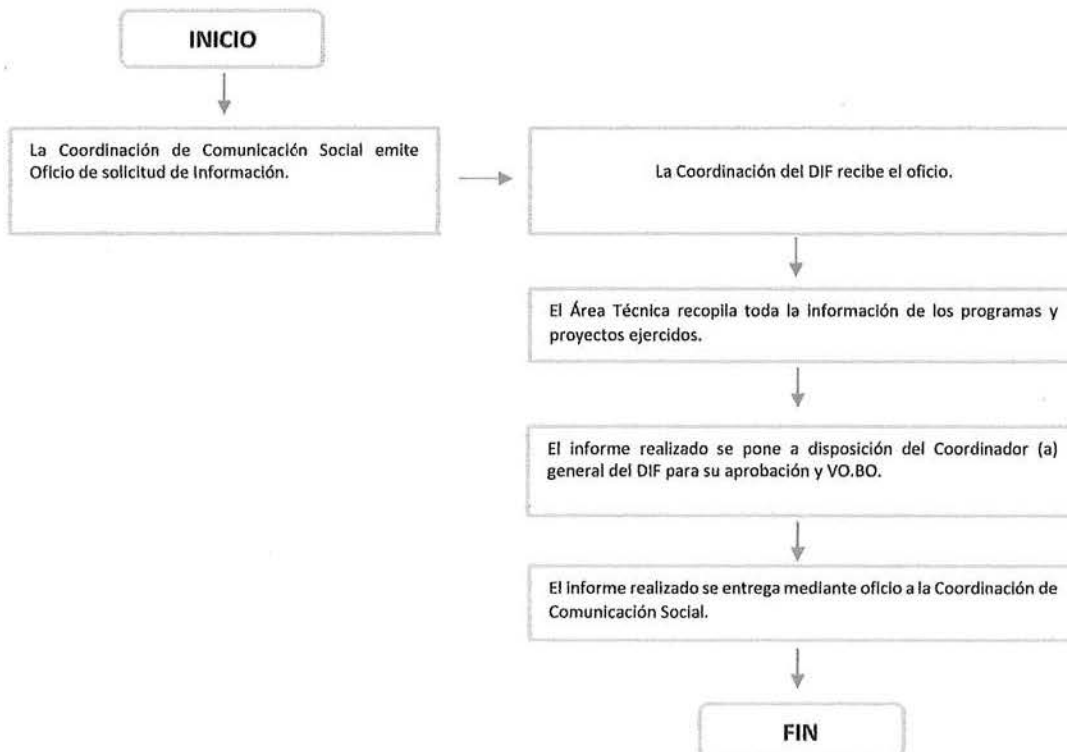 INICIO
La Coordinación de Comunicación Social emite
Oficio de solicitud de Información.
La Coordinación del DIF recibe el oficio.
El Área Técnica recopila toda la información de los programas y
proyectos ejercidos.
El informe realizado se pone a disposición del Coordinador (a)
general del DIF para su aprobación y VO.BO.
El informe realizado se entrega mediante oficio a la Coordinación de
Comunicación Social.
FIN